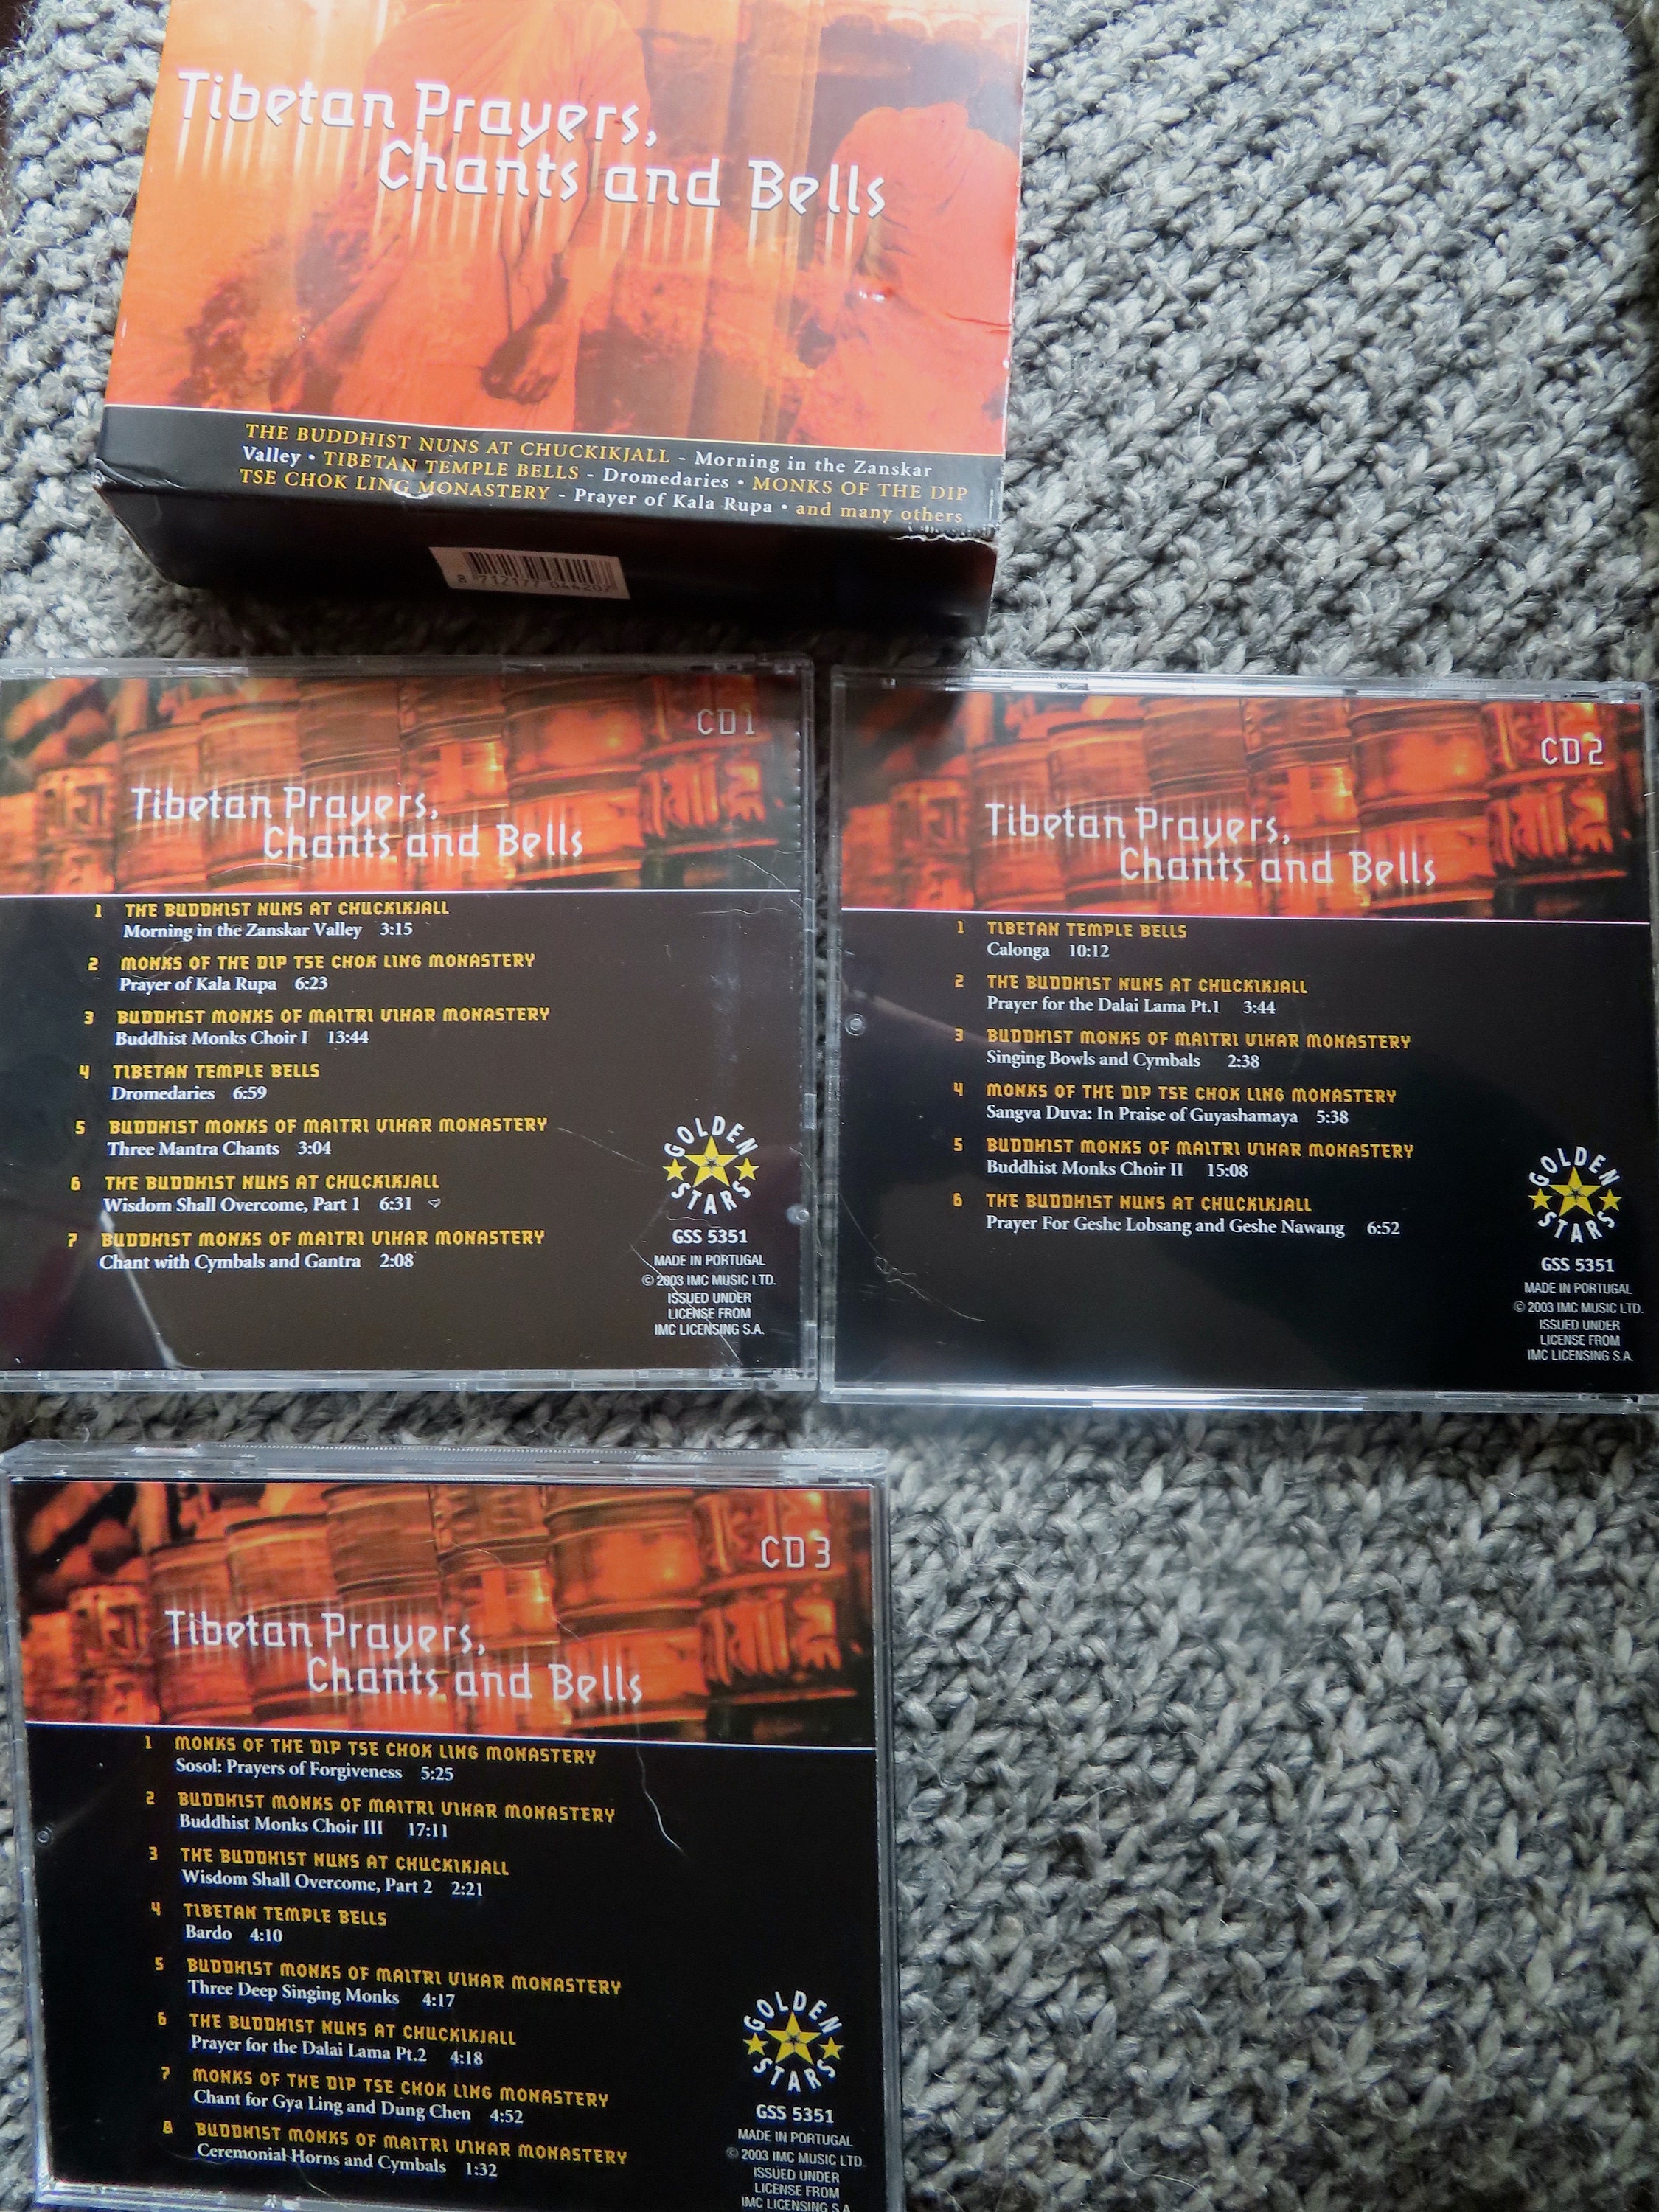 Tibetan Prayers,
Chants and Bells
THE BUDDHIST NUNS AT CHUCKIKJALL - Morning in the Zanskar
Valley • TIBETAN TEMPLE BELLS - Dromedaries • MONKS OF THE DIP
TSE CHOK LING MONASTERY - Prayer of Kala Rupa • and many others
8 712177 044207
CD 1
Tibetan Prayers,
Chants and Bells
1 THE BUDDHIST NUNS AT CHUCKIKJALL
Morning in the Zanskar Valley 3:15
2 MONKS OF THE DIP TSE CHOK LING MONASTERY
Prayer of Kala Rupa 6:23
3 BUDDHIST MONKS OF MAITRI VIHAR MONASTERY
Buddhist Monks Choir I 13:44
4 TIBETAN TEMPLE BELLS
Dromedaries 6:59
5 BUDDHIST MONKS OF MAITRI VIHAR MONASTERY
Three Mantra Chants 3:04
6 THE BUDDHIST NUNS AT CHUCKIKJALL
Wisdom Shall Overcome, Part 1 6:31
7 BUDDHIST MONKS OF MAITRI VIHAR MONASTERY
Chant with Cymbals and Gantra 2:08
GOLDEN
STARS
GSS 5351
MADE IN PORTUGAL
© 2003 IMC MUSIC LTD.
ISSUED UNDER
LICENSE FROM
IMC LICENSING S.A.
CD 2
Tibetan Prayers,
Chants and Bells
1 TIBETAN TEMPLE BELLS
Calonga 10:12
2 THE BUDDHIST NUNS AT CHUCKIKJALL
Prayer for the Dalai Lama Pt.1 3:44
3 BUDDHIST MONKS OF MAITRI VIHAR MONASTERY
Singing Bowls and Cymbals 2:38
4 MONKS OF THE DIP TSE CHOK LING MONASTERY
Sangva Duva: In Praise of Guyashamaya 5:38
5 BUDDHIST MONKS OF MAITRI VIHAR MONASTERY
Buddhist Monks Choir II 15:08
6 THE BUDDHIST NUNS AT CHUCKIKJALL
Prayer For Geshe Lobsang and Geshe Nawang 6:52
GOLDEN
STARS
GSS 5351
MADE IN PORTUGAL
© 2003 IMC MUSIC LTD.
ISSUED UNDER
LICENSE FROM
IMC LICENSING S.A.
CD 3
Tibetan Prayers,
Chants and Bells
1 MONKS OF THE DIP TSE CHOK LING MONASTERY
Sosol: Prayers of Forgiveness 5:25
2 BUDDHIST MONKS OF MAITRI VIHAR MONASTERY
Buddhist Monks Choir III 17:11
3 THE BUDDHIST NUNS AT CHUCKIKJALL
Wisdom Shall Overcome, Part 2 2:21
4 TIBETAN TEMPLE BELLS
Bardo 4:10
5 BUDDHIST MONKS OF MAITRI VIHAR MONASTERY
Three Deep Singing Monks 4:17
6 THE BUDDHIST NUNS AT CHUCKIKJALL
Prayer for the Dalai Lama Pt.2 4:18
7 MONKS OF THE DIP TSE CHOK LING MONASTERY
Chant for Gya Ling and Dung Chen 4:52
8 BUDDHIST MONKS OF MAITRI VIHAR MONASTERY
Ceremonial Horns and Cymbals 1:32
GOLDEN
STARS
GSS 5351
MADE IN PORTUGAL
© 2003 IMC MUSIC LTD.
ISSUED UNDER
LICENSE FROM
IMC LICENSING S.A.